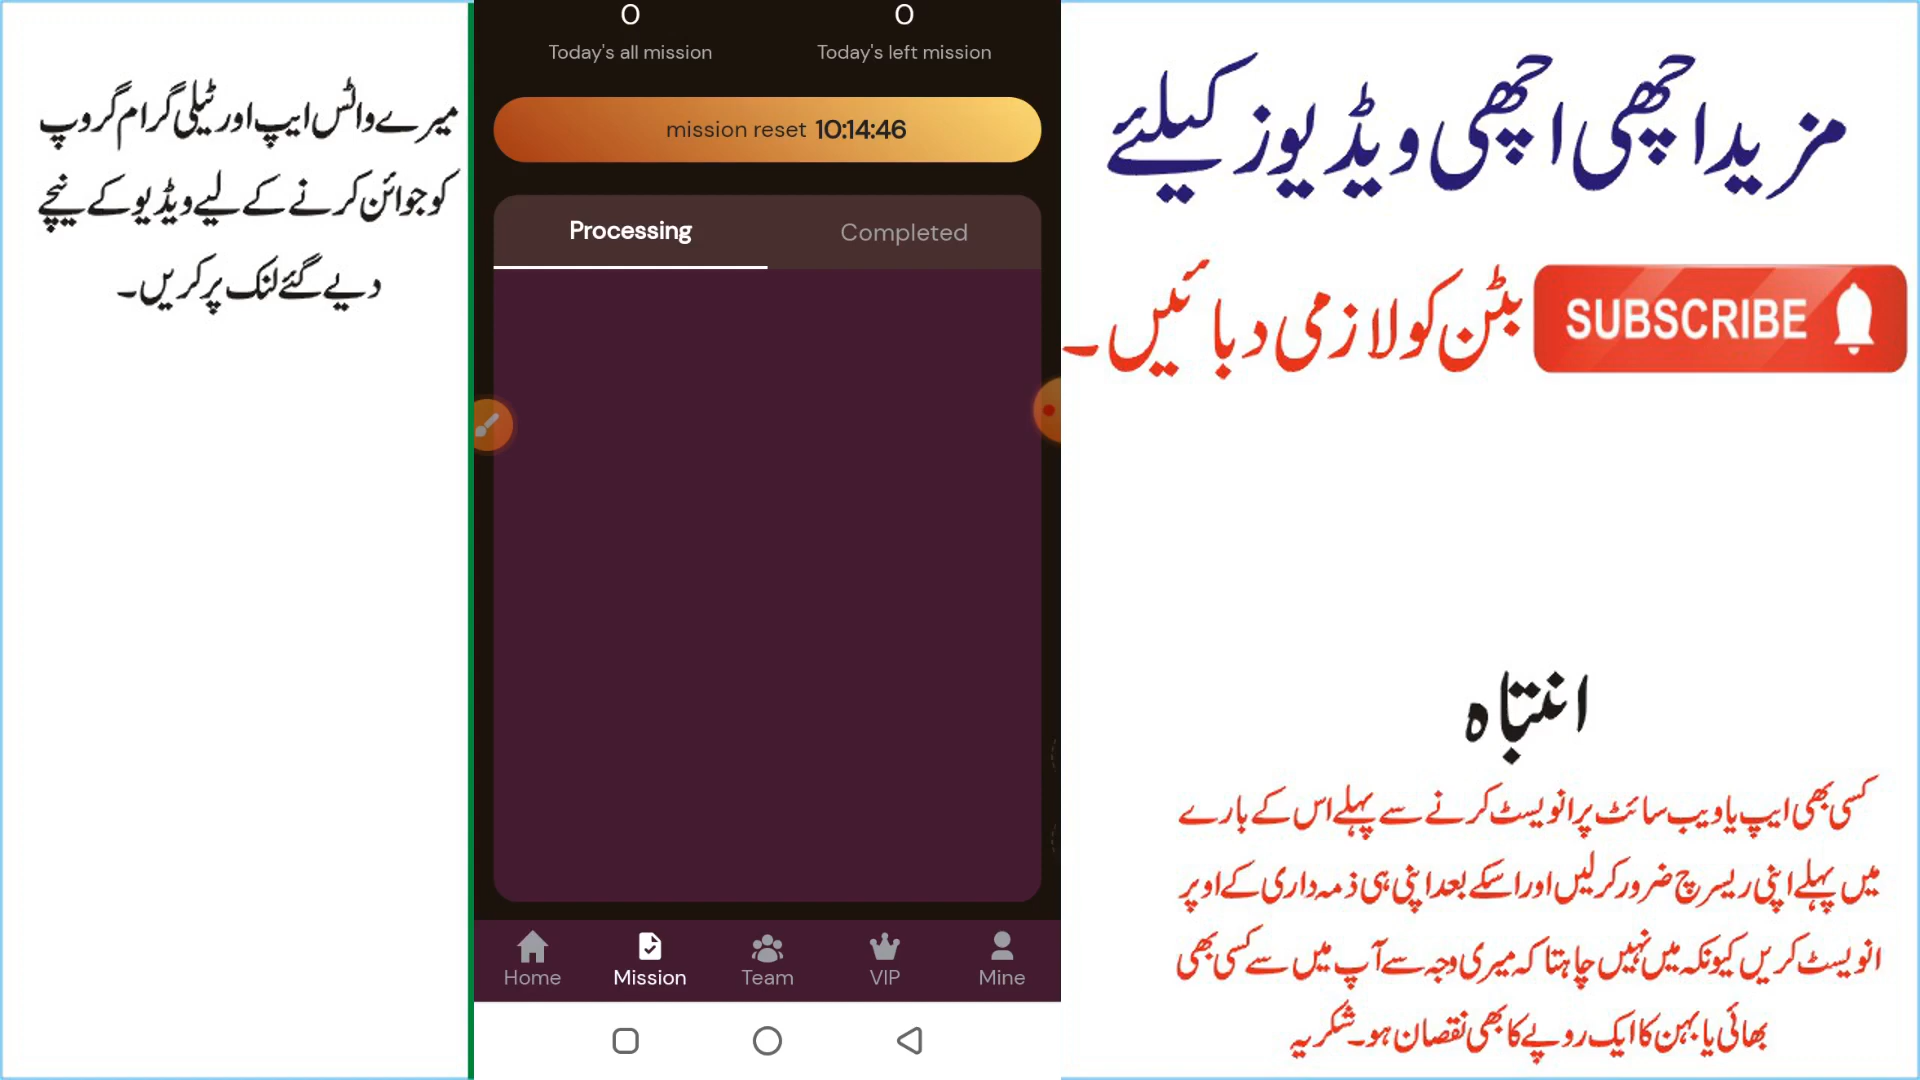 میرے واٹس ایپ اور ٹیلی گرام گروپ
کو جوائن کرنے کے لیے ویڈیو کے نیچے
دیے گئے لنک پر کریں۔
0
0
Today's all mission
Today's left mission
mission reset 10:14:46
Processing
Completed
Home
Mission
Team
VIP
Mine
مزید اچھی اچھی ویڈیوز کیلئے
SUBSCRIBE بٹن کو لازمی دبائیں۔
انتباہ
کسی بھی ایپ یا ویب سائٹ پر انویسٹ کرنے سے پہلے اس کے بارے
میں پہلے اپنی ریسرچ ضرور کر لیں اور اسکے بعد اپنی ہی ذمہ داری کے اوپر
انویسٹ کریں کیونکہ میں نہیں چاہتا کہ میری وجہ سے آپ میں سے کسی بھی
بھائی یا بہن کا ایک روپے کا بھی نقصان ہو۔ شکریہ